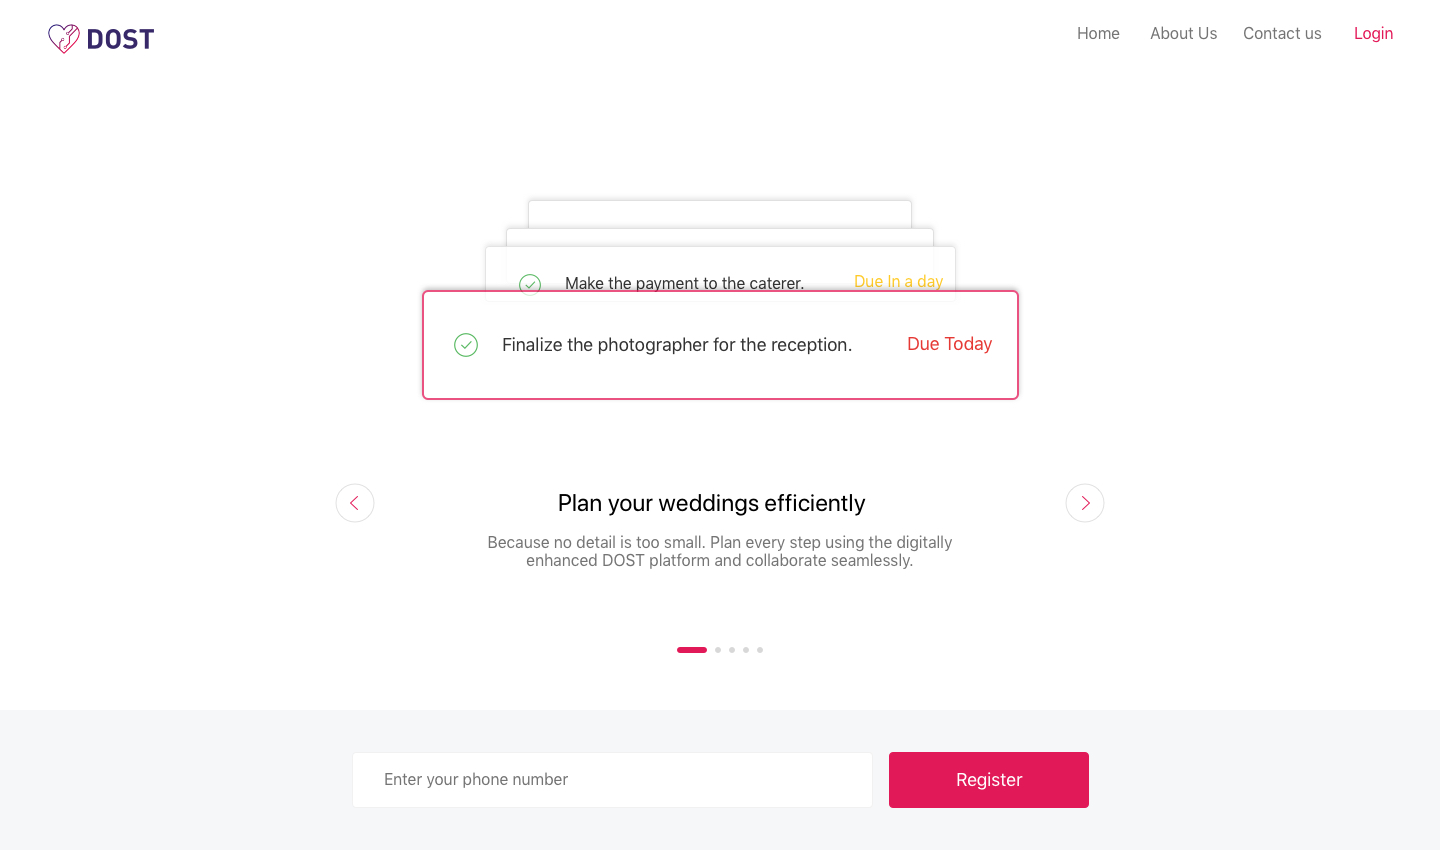 DOST
Home
About Us
Contact us
Login
Make the payment to the caterer.
Due In a day
Finalize the photographer for the reception.
Due Today
Plan your weddings efficiently
Because no detail is too small. Plan every step using the digitally
enhanced DOST platform and collaborate seamlessly.
Enter your phone number
Register